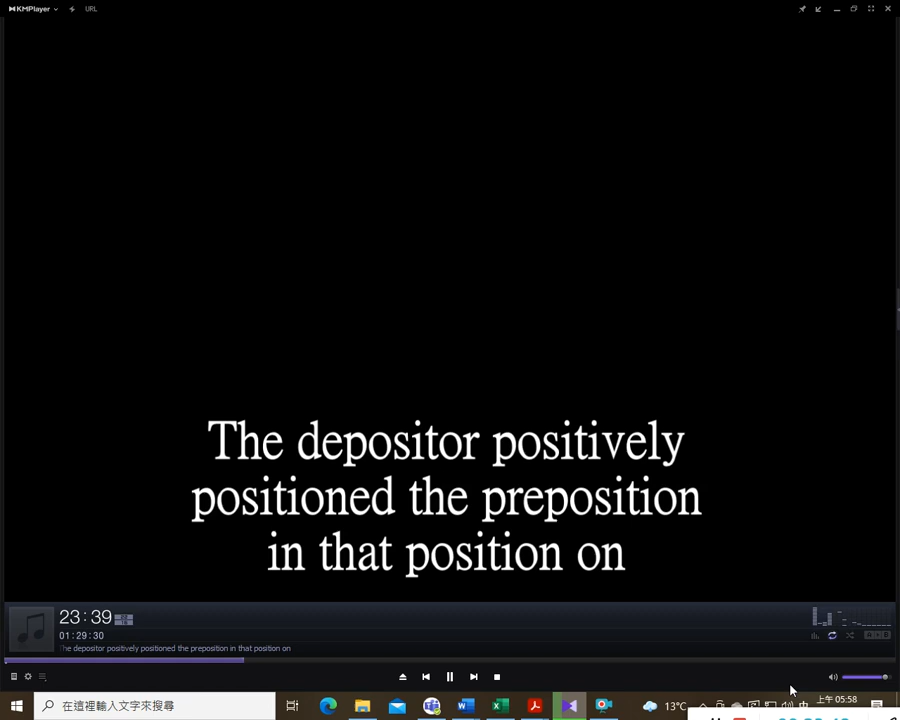 KMPlayer
URL
The depositor positively
positioned the preposition
in that position on
23:39
01:29:30
The depositor positively positioned the preposition in that position on
在這裡輸入文字來搜尋
13°C
中
上午 05:58